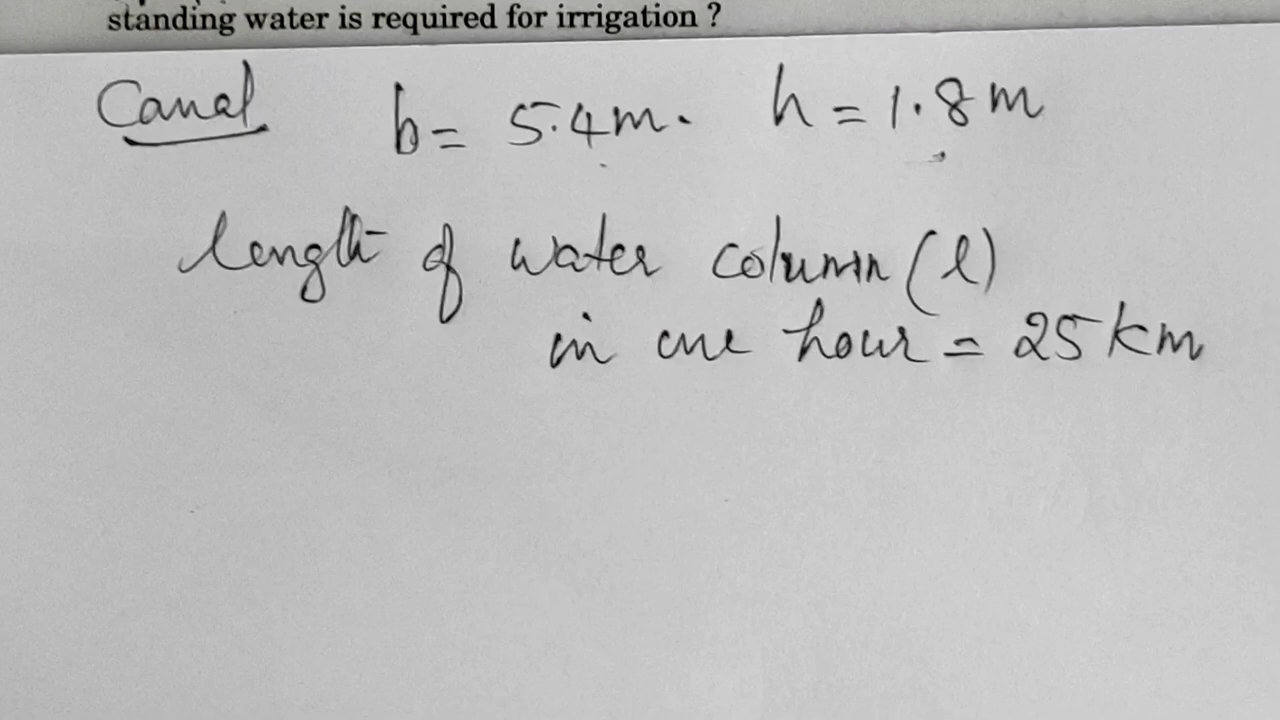 standing water is required for irrigation ?
Canal b = 5.4m. h = 1.8m
length of water column (l)
in one hour = 25 km